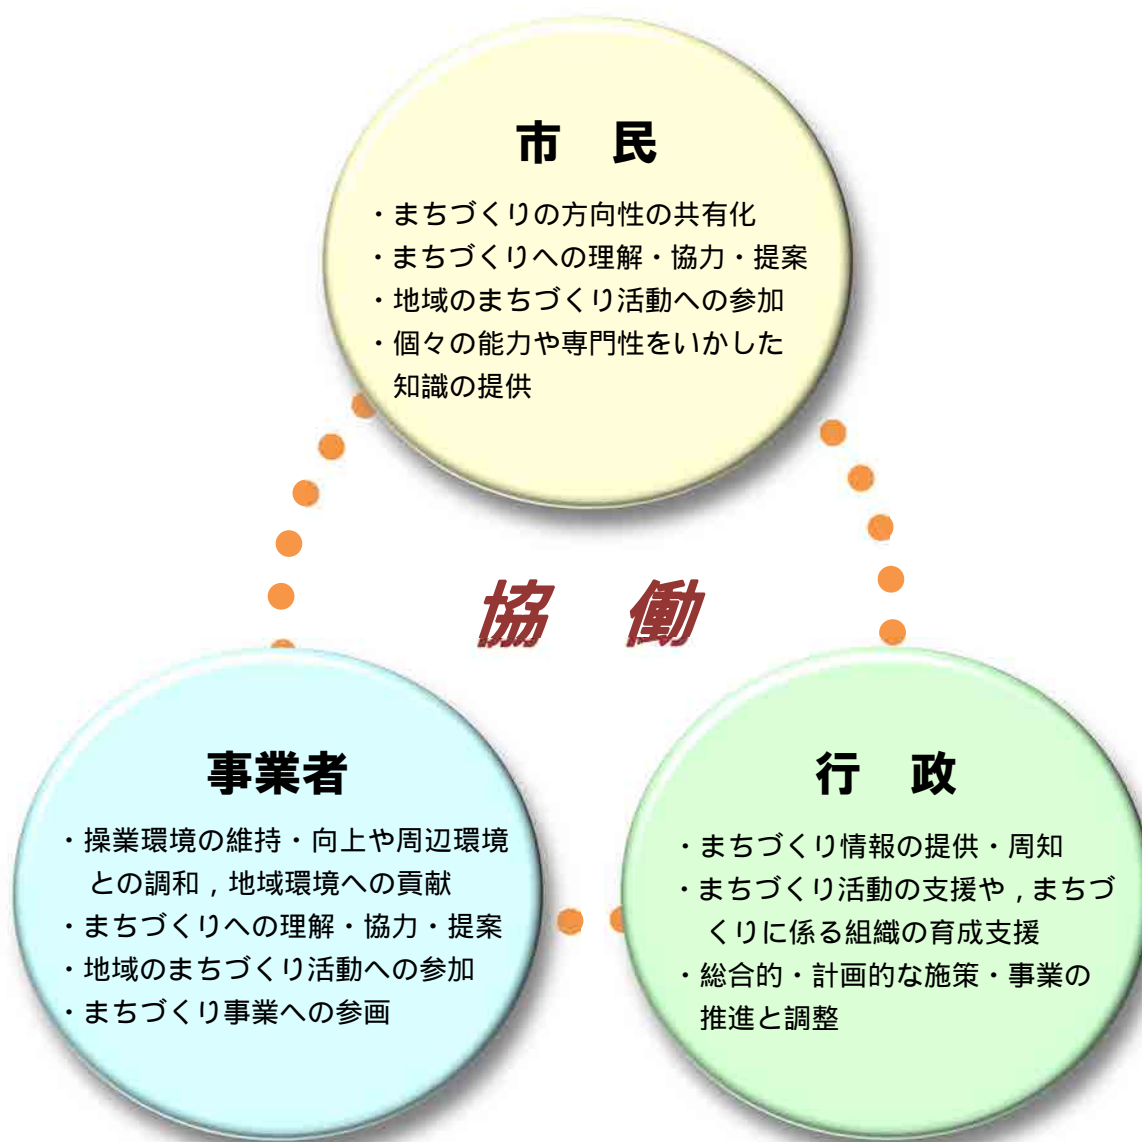 市　民
・まちづくりの方向性の共有化
・まちづくりへの理解・協力・提案
・地域のまちづくり活動への参加
・個々の能力や専門性をいかした
知識の提供
協　働
事業者
・操業環境の維持・向上や周辺環境
との調和，地域環境への貢献
・まちづくりへの理解・協力・提案
・地域のまちづくり活動への参加
・まちづくり事業への参画
行　政
・まちづくり情報の提供・周知
・まちづくり活動の支援や，まちづ
くりに係る組織の育成支援
・総合的・計画的な施策・事業の
推進と調整